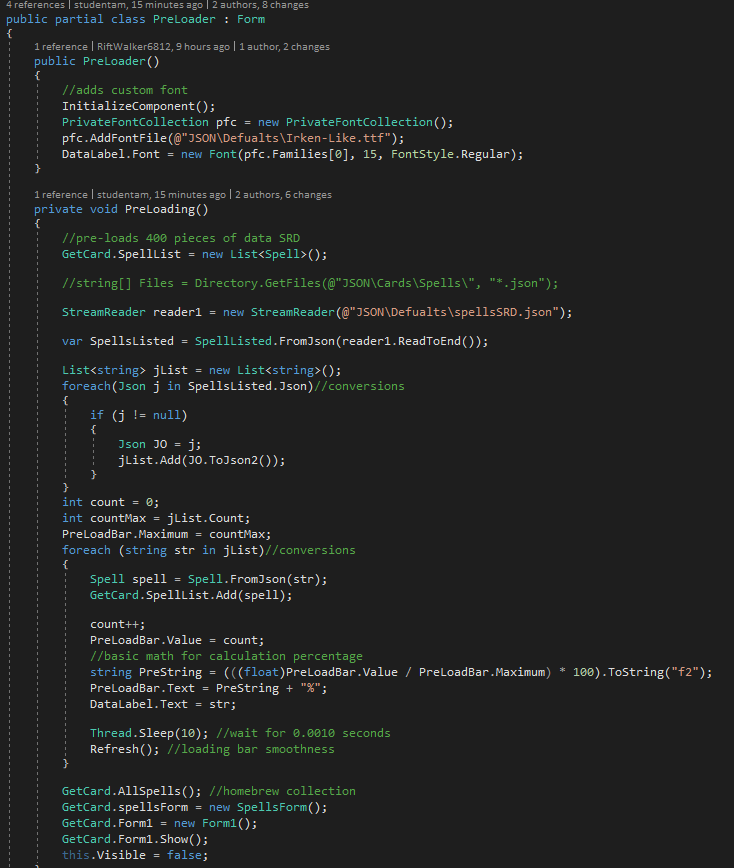 4 references | studentam, 15 minutes ago | 2 authors, 8 changes
public partial class PreLoader : Form
{
1 reference | RiftWalker6812, 9 hours ago | 1 author, 2 changes
public PreLoader()
{
//adds custom font
InitializeComponent();
PrivateFontCollection pfc = new PrivateFontCollection();
pfc.AddFontFile(@"JSON\Defualts\Irken-Like.ttf");
DataLabel.Font = new Font(pfc.Families[0], 15, FontStyle.Regular);
}
1 reference | studentam, 15 minutes ago | 2 authors, 6 changes
private void PreLoading()
{
//pre-loads 400 pieces of data SRD
GetCard.SpellList = new List<Spell>();
//string[] Files = Directory.GetFiles(@"JSON\Cards\Spells\", "*.json");
StreamReader reader1 = new StreamReader(@"JSON\Defualts\spellsSRD.json");
var SpellsListed = SpellListed.FromJson(reader1.ReadToEnd());
List<string> jList = new List<string>();
foreach(Json j in SpellsListed.Json)//conversions
{
if (j != null)
{
Json JO = j;
jList.Add(JO.ToJson2());
}
}
int count = 0;
int countMax = jList.Count;
PreLoadBar.Maximum = countMax;
foreach (string str in jList)//conversions
{
Spell spell = Spell.FromJson(str);
GetCard.SpellList.Add(spell);
count++;
PreLoadBar.Value = count;
//basic math for calculation percentage
string PreString = (((float)PreLoadBar.Value / PreLoadBar.Maximum) * 100).ToString("f2");
PreLoadBar.Text = PreString + "%";
DataLabel.Text = str;
Thread.Sleep(10); //wait for 0.0010 seconds
Refresh(); //loading bar smoothness
}
GetCard.AllSpells(); //homebrew collection
GetCard.spellsForm = new SpellsForm();
GetCard.Form1 = new Form1();
GetCard.Form1.Show();
this.Visible = false;